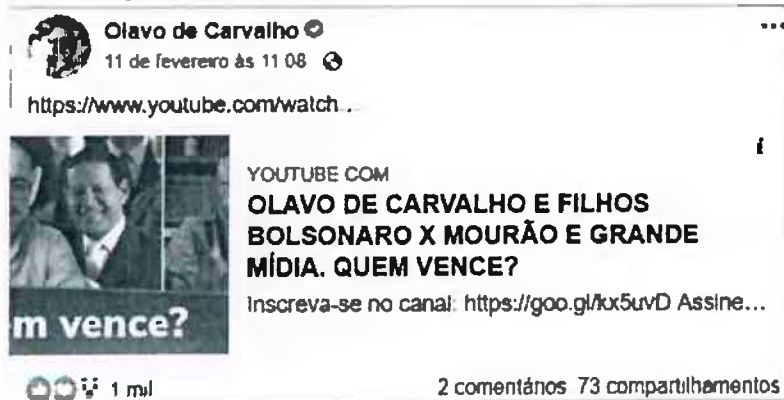 Olavo de Carvalho
11 de fevereiro às 11 08
https://www.youtube.com/watch...
YOUTUBE COM
OLAVO DE CARVALHO E FILHOS
BOLSONARO X MOURÃO E GRANDE
MÍDIA. QUEM VENCE?
Inscreva-se no canal: https://goo.gl/kx5uvD Assine...
m vence?
1 mil
2 comentários 73 compartilhamentos